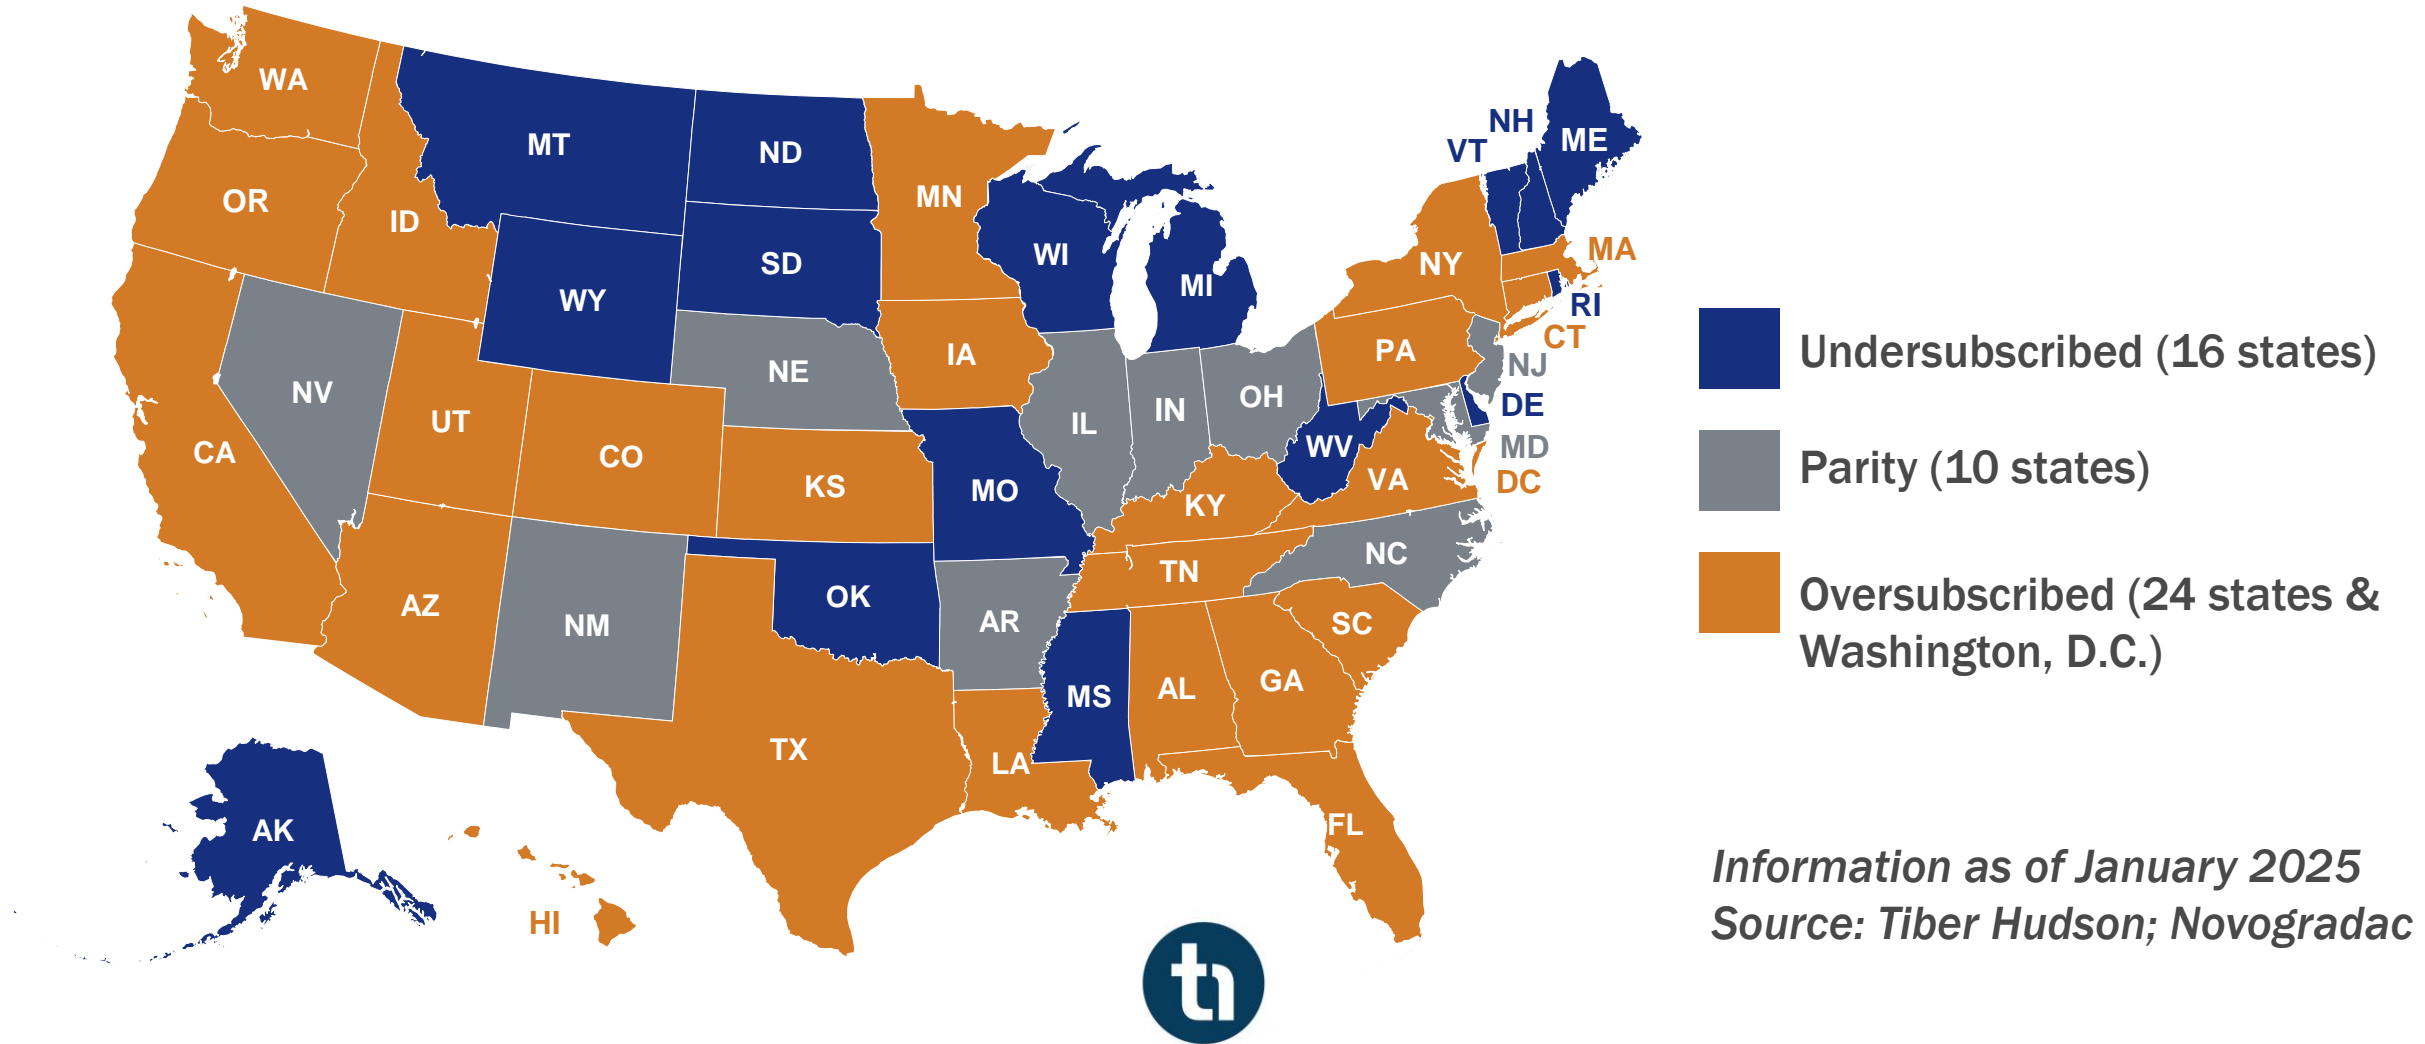 WA
MT
ND
MN
NH
VT
ME
OR
ID
SD
WI
MI
NY
MA
WY
RI
CT
NE
IA
PA
NJ
NV
UT
IL
IN
OH
DE
CA
CO
KS
MO
WV
VA
MD
DC
KY
NC
TN
AZ
NM
OK
AR
SC
MS
AL
GA
TX
LA
FL
AK
HI
Undersubscribed (16 states)
Parity (10 states)
Oversubscribed (24 states &
Washington, D.C.)
Information as of January 2025
Source: Tiber Hudson; Novogradac
th